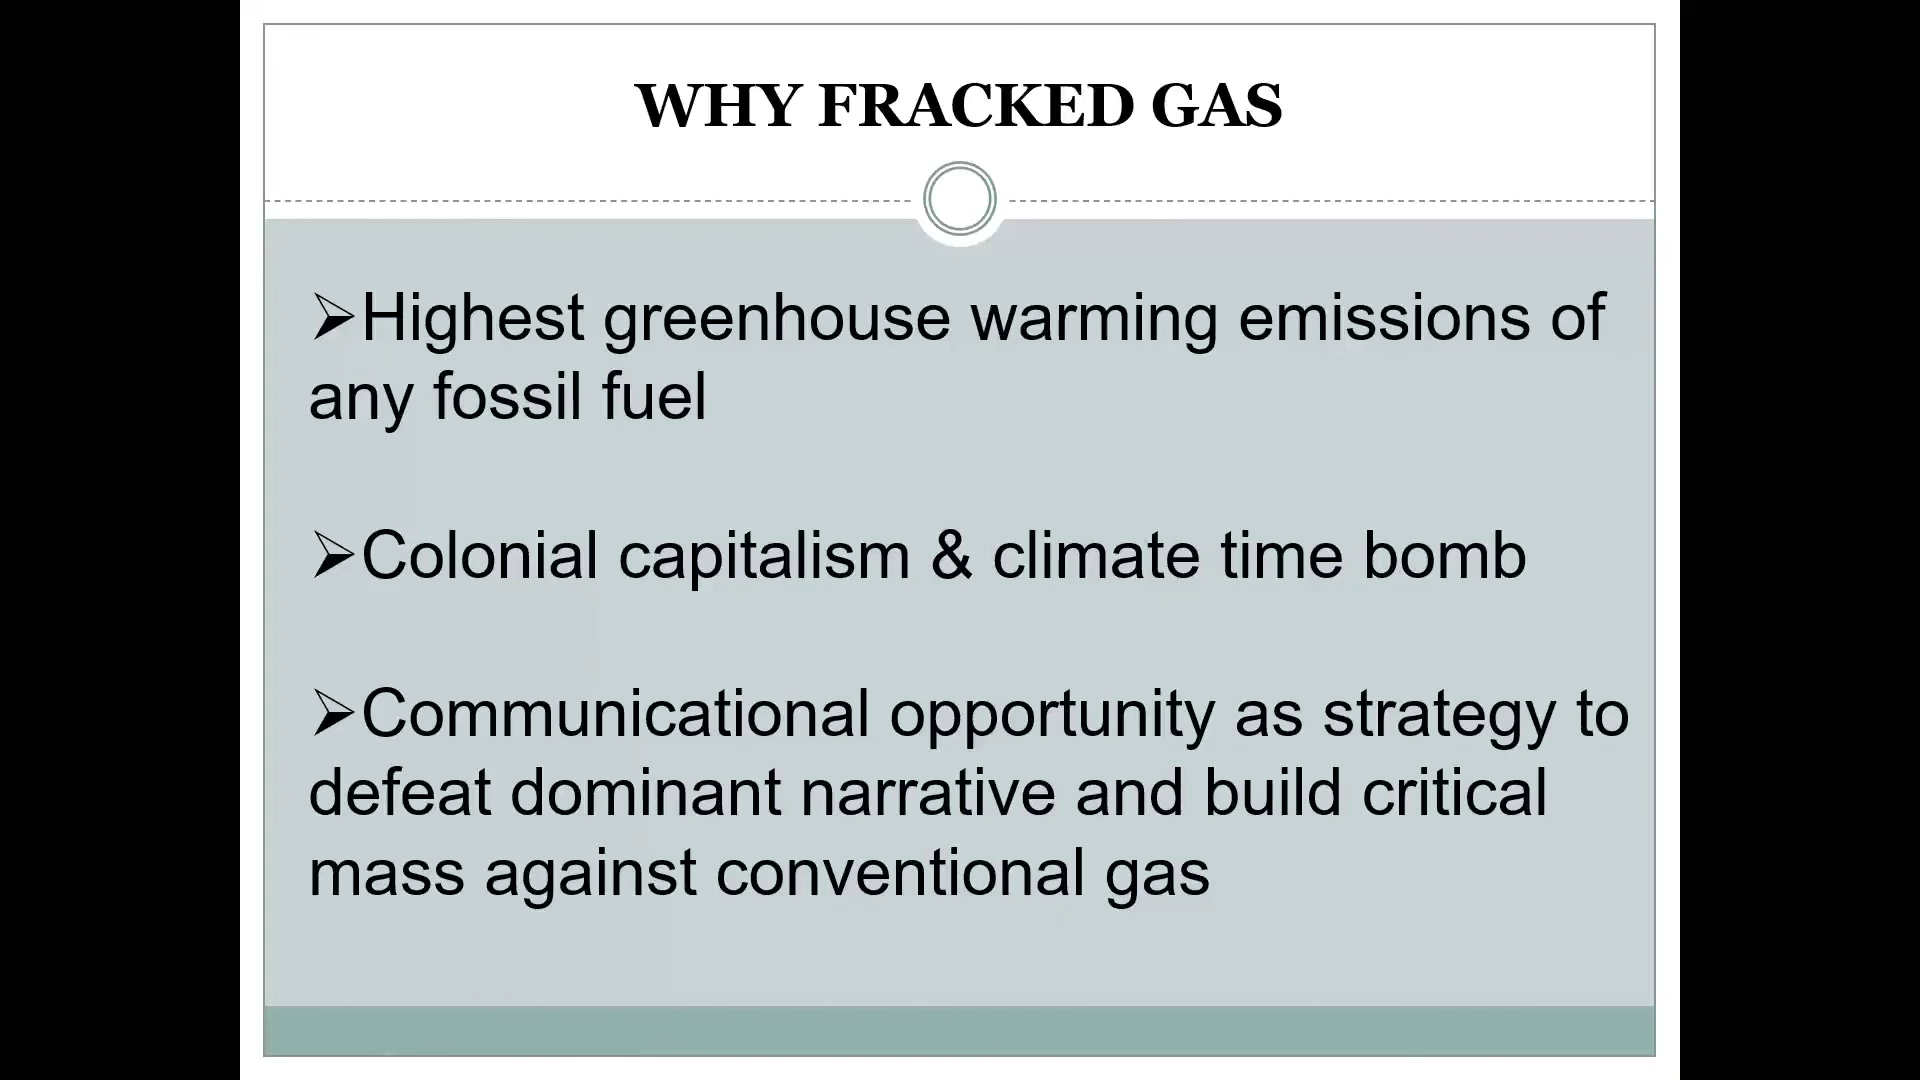 WHY FRACKED GAS
➢Highest greenhouse warming emissions of
any fossil fuel
➢Colonial capitalism & climate time bomb
➢Communicational opportunity as strategy to
defeat dominant narrative and build critical
mass against conventional gas